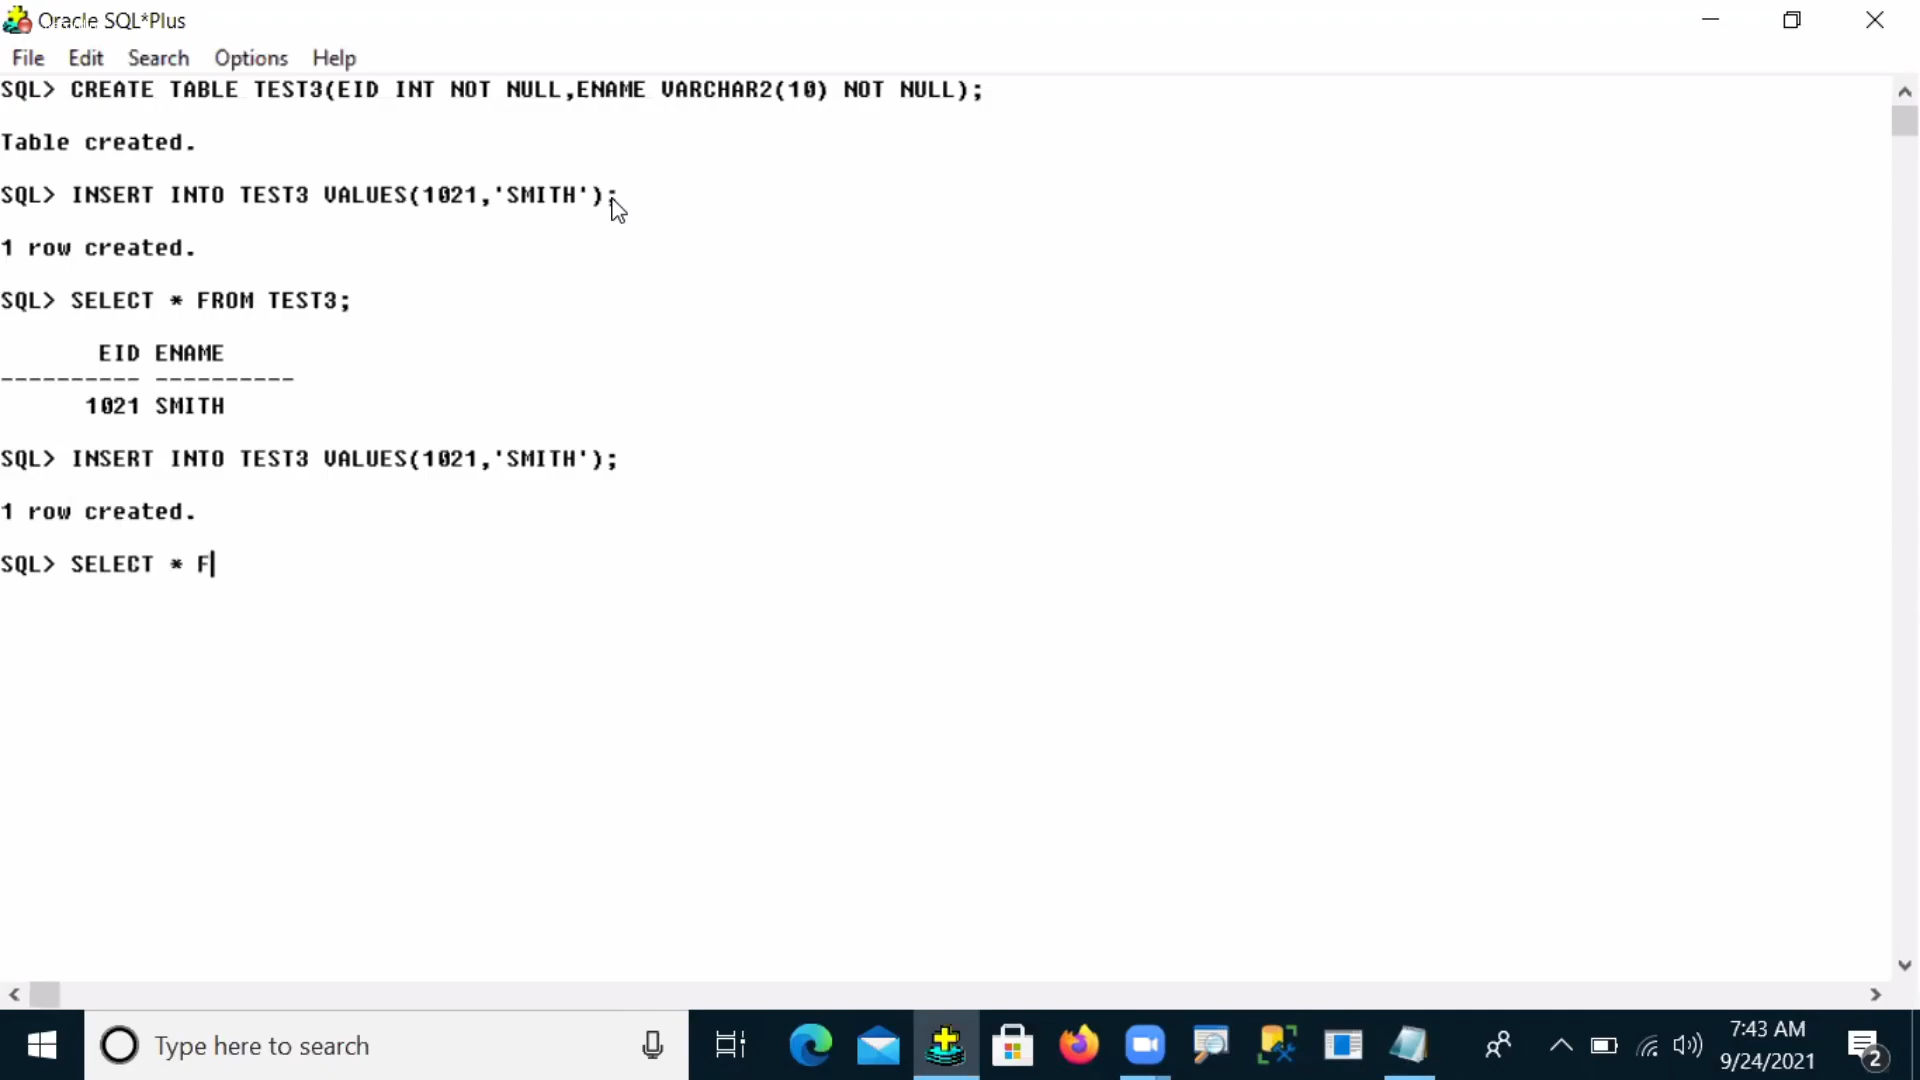 Oracle SQL*Plus
File Edit Search Options Help
SQL> CREATE TABLE TEST3(EID INT NOT NULL,ENAME VARCHAR2(10) NOT NULL);
Table created.
SQL> INSERT INTO TEST3 VALUES(1021,'SMITH');
1 row created.
SQL> SELECT * FROM TEST3;
EID ENAME
---------- ----------
1021 SMITH
SQL> INSERT INTO TEST3 VALUES(1021,'SMITH');
1 row created.
SQL> SELECT * F
Type here to search
7:43 AM
9/24/2021
2